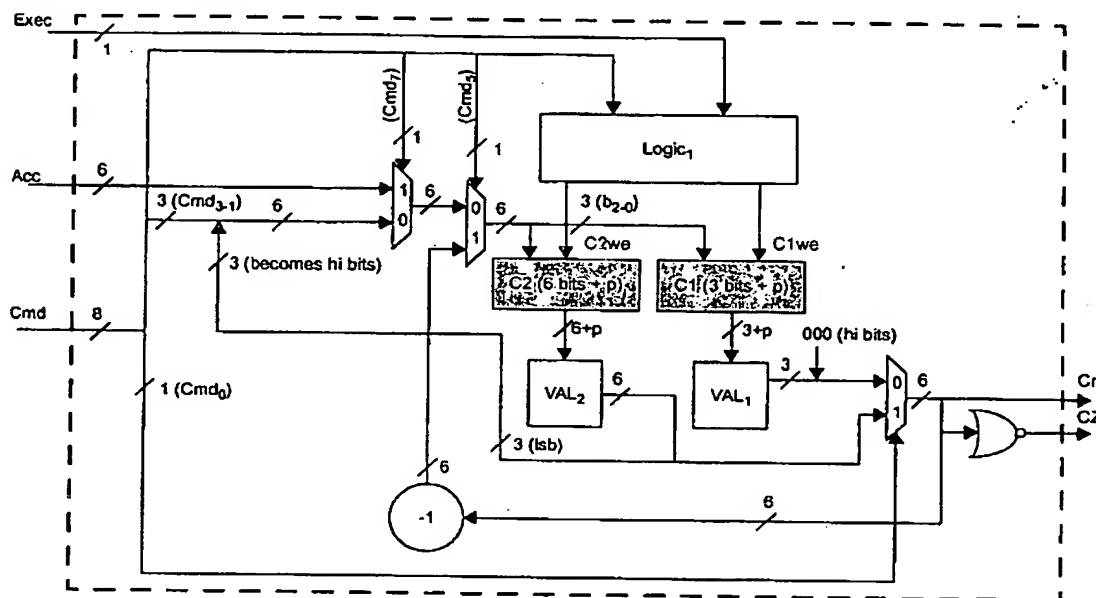 Exec
1
(Cmd₇)
(Cmd₅)
1
1
Logic₁
Acc
6
3 (Cmd₃₋₁)
6
1
0
6
0
1
6
3 (b₂₋₀)
C2we
C1we
3 (becomes hi bits)
C2 (6 bits + p)
C1 (3 bits + p)
Cmd
8
6+p
3+p
000 (hi bits)
1 (Cmd₀)
VAL₂
6
VAL₁
3
0
1
6
3 (lsb)
6
-1
6